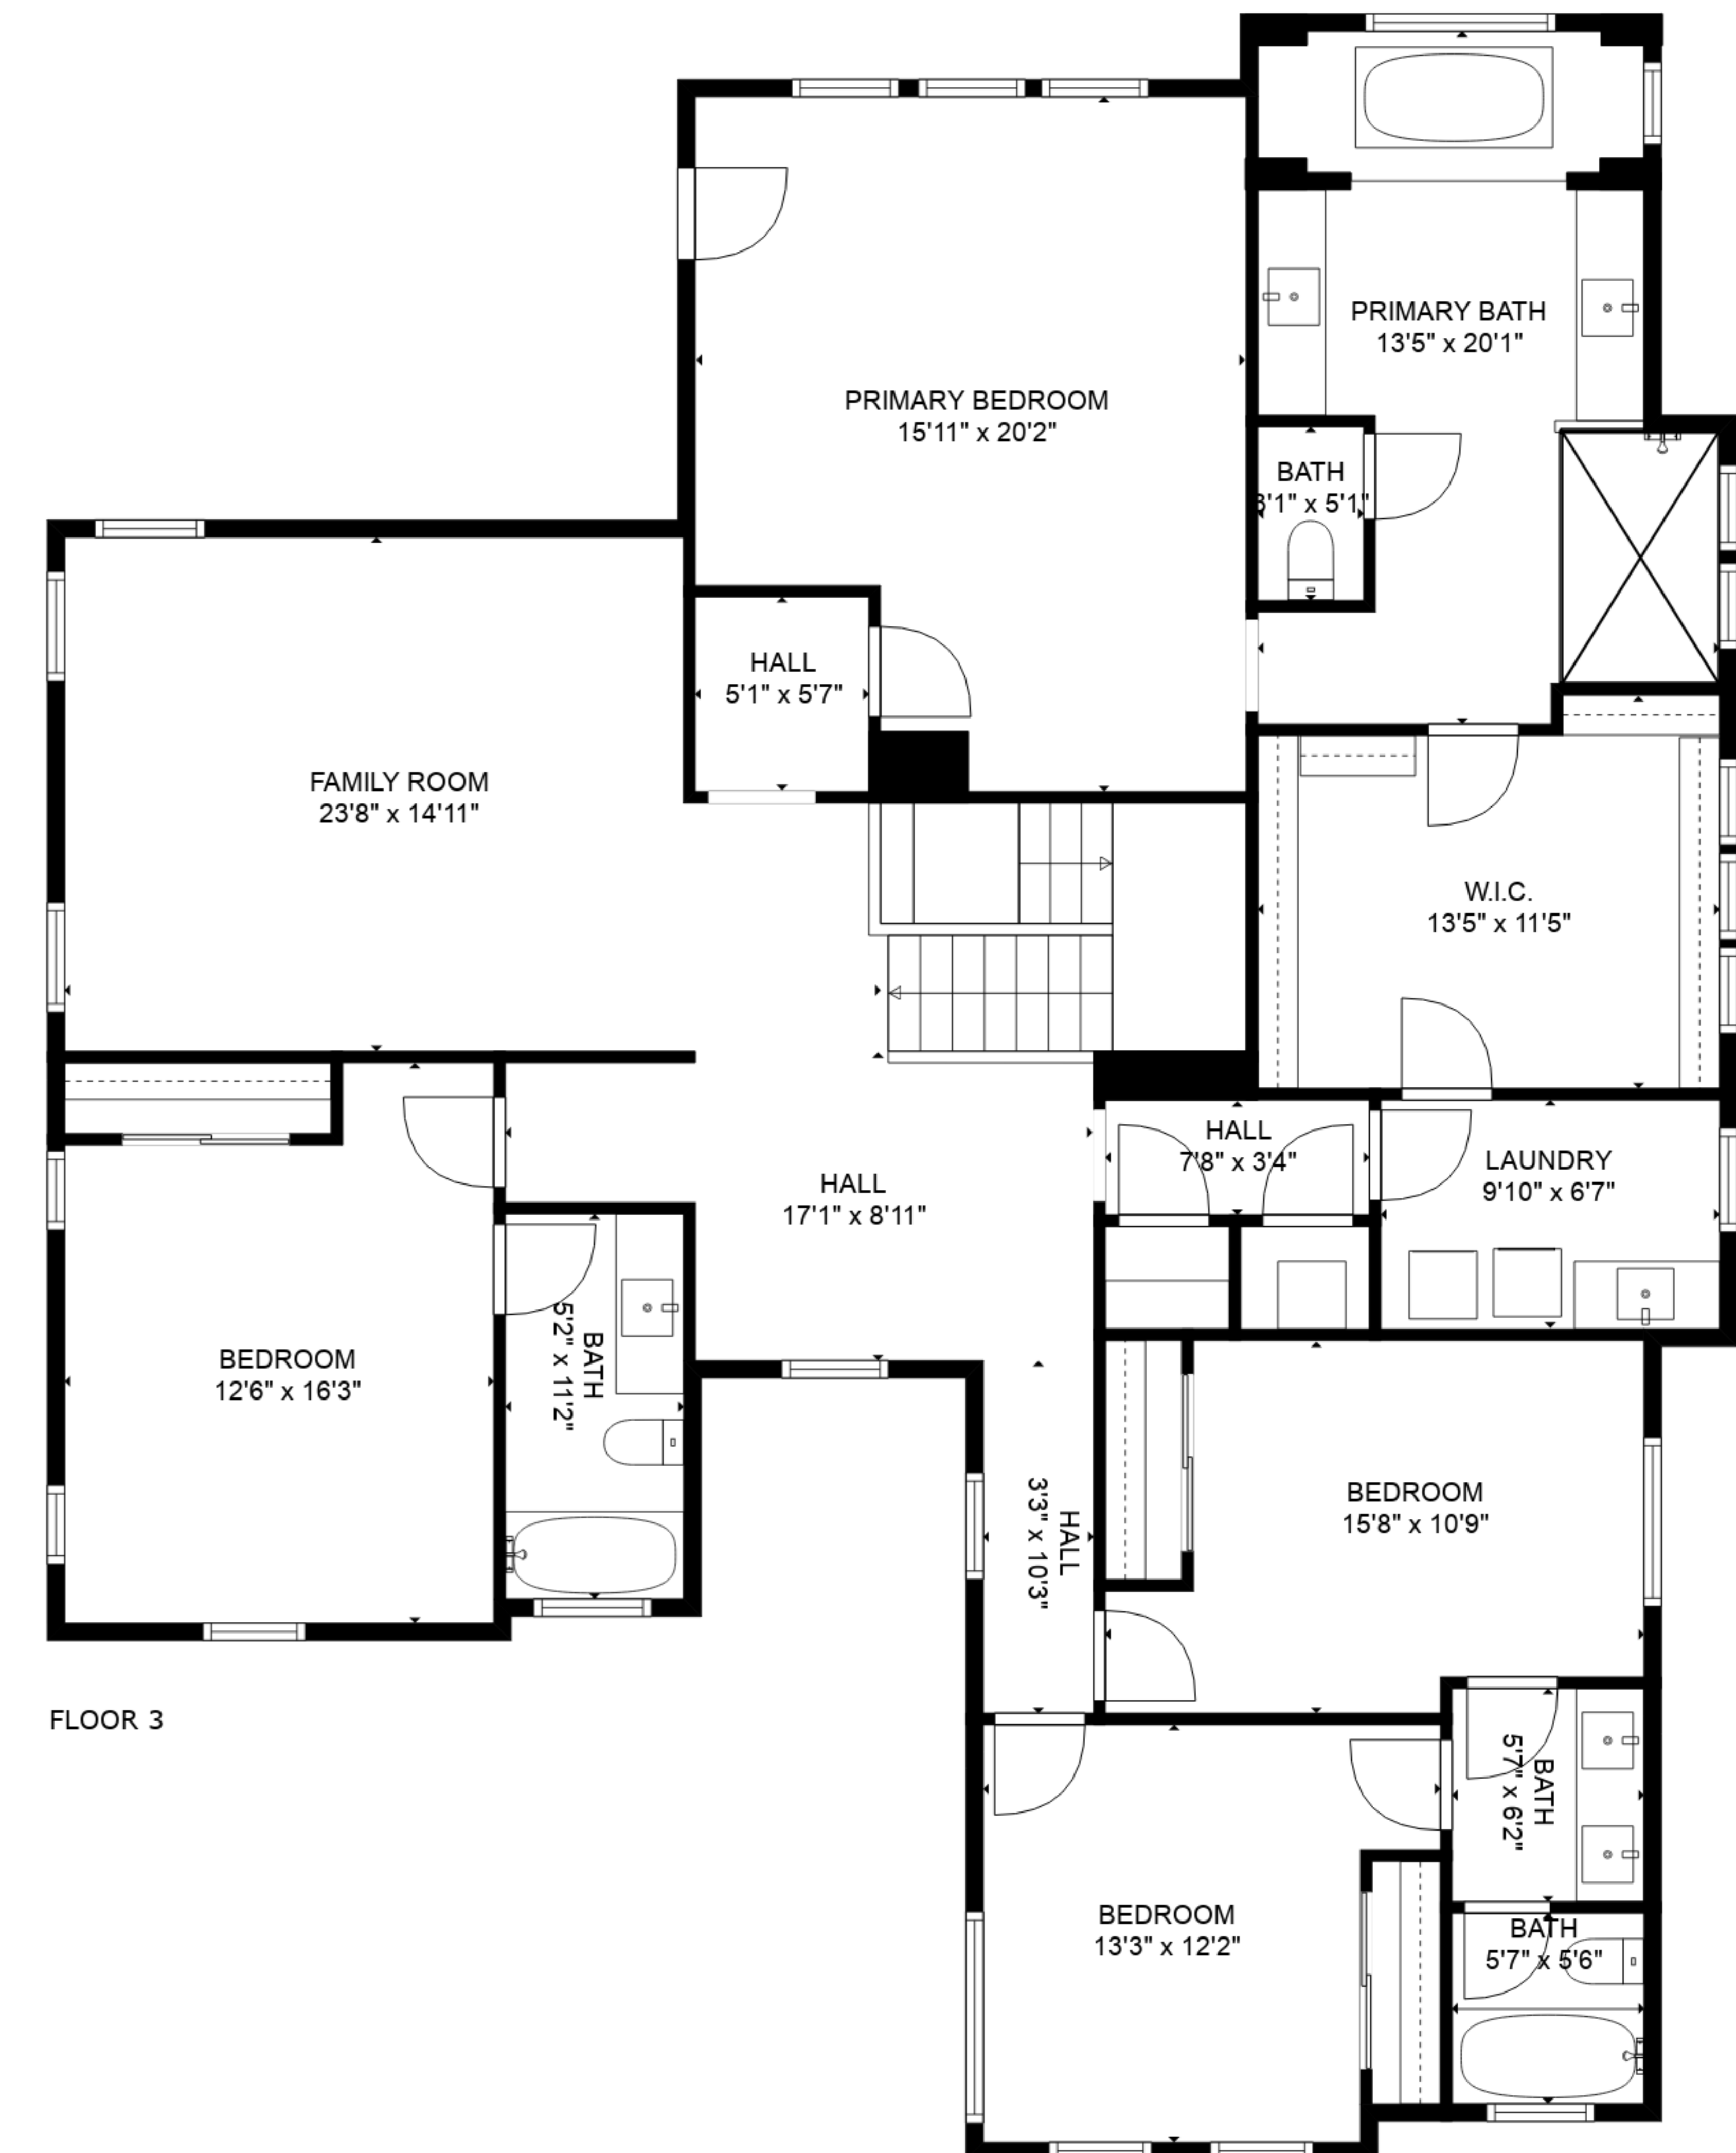 PRIMARY BATH
13'5" x 20'1"
PRIMARY BEDROOM
15'11" x 20'2"
BATH
3'1" x 5'1"
HALL
5'1" x 5'7"
FAMILY ROOM
23'8" x 14'11"
W.I.C.
13'5" x 11'5"
HALL
7'8" x 3'4"
LAUNDRY
9'10" x 6'7"
HALL
17'1" x 8'11"
BEDROOM
12'6" x 16'3"
BATH
5'2" x 11'2"
BEDROOM
15'8" x 10'9"
HALL
3'3" x 10'3"
FLOOR 3
BATH
5'7" x 6'2"
BEDROOM
13'3" x 12'2"
BATH
5'7" x 5'6"